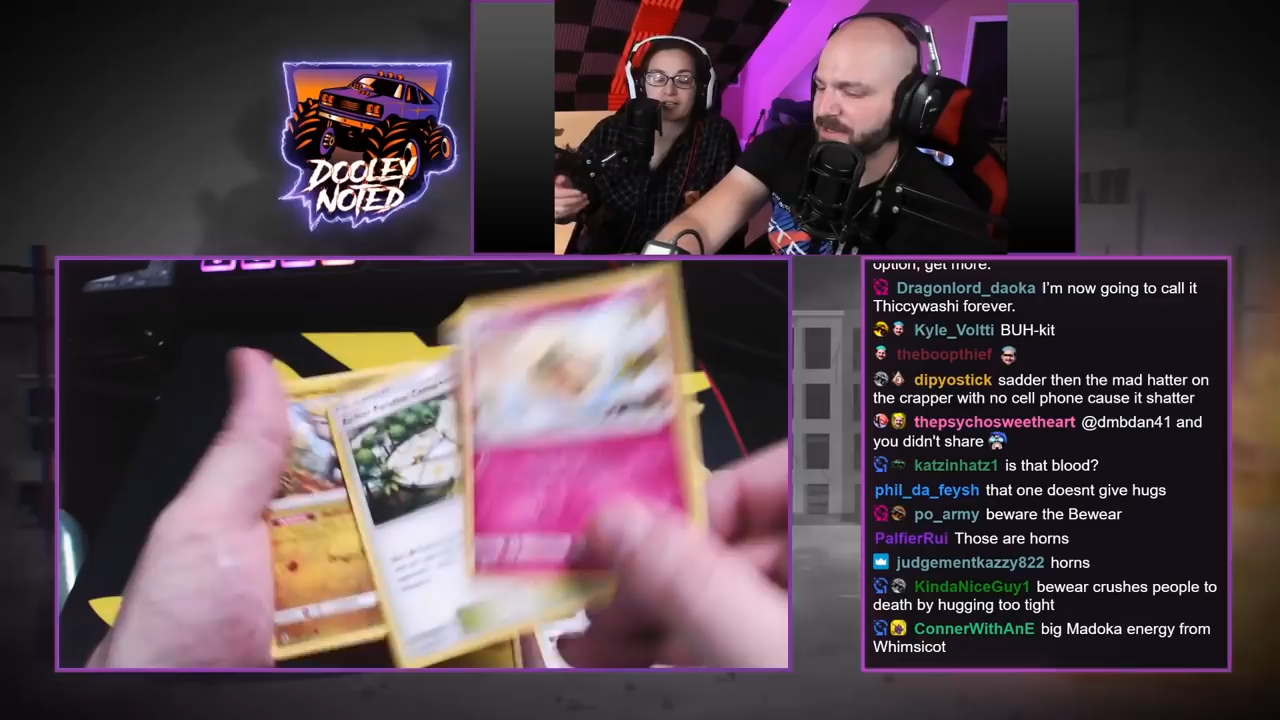 DOOLEY
NOTED
option, get more.
Dragonlord_daoka I'm now going to call it
Thiccywashi forever.
Kyle_Voltti BUH-kit
theboopthief
dipyostick sadder then the mad hatter on
the crapper with no cell phone cause it shatter
thepsychosweetheart @dmbdan41 and
you didn't share
katzinhatz1 is that blood?
phil_da_feysh that one doesnt give hugs
po_army beware the Bewear
PalfierRui Those are horns
judgementkazzy822 horns
KindaNiceGuy1 bewear crushes people to
death by hugging too tight
ConnerWithAnE big Madoka energy from
Whimsicot